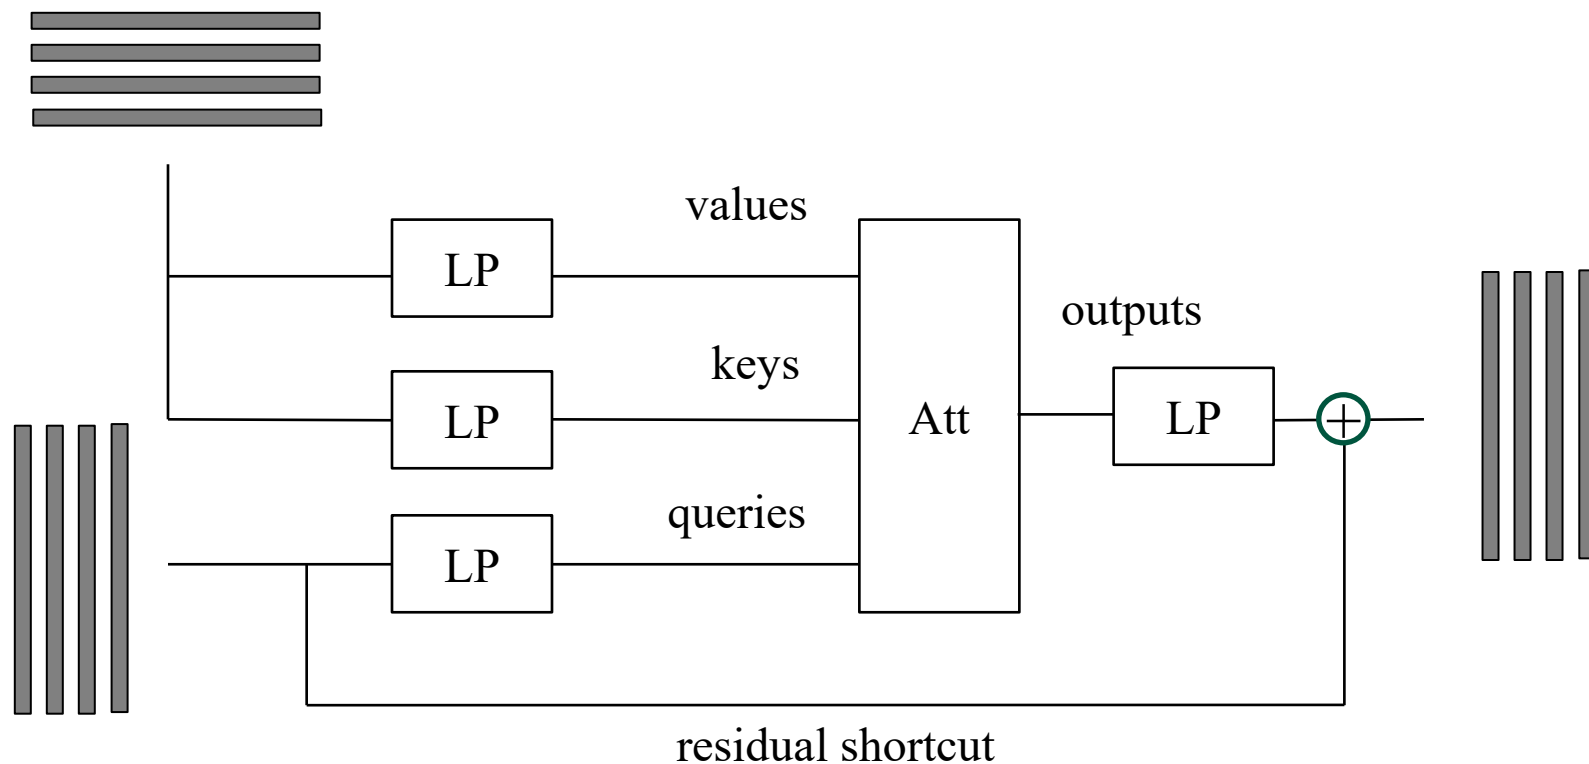 values
LP
outputs
keys
LP
Att
LP
queries
LP
residual shortcut